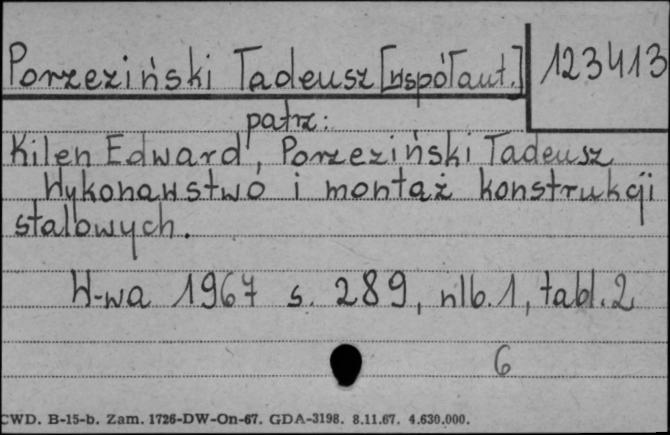 Porzeziński Tadeusz [współaut.] 123413
patrz:
Kilen Edward, Porzeziński Tadeusz
Wykonawstwo i montaż konstrukcji
stalowych.
W-wa 1967 s. 289, nlb. 1, tabl. 2
6
CWD. B-15-b. Zam. 1726-DW-On-67. GDA-3198. 8.11.67. 4.630.000.